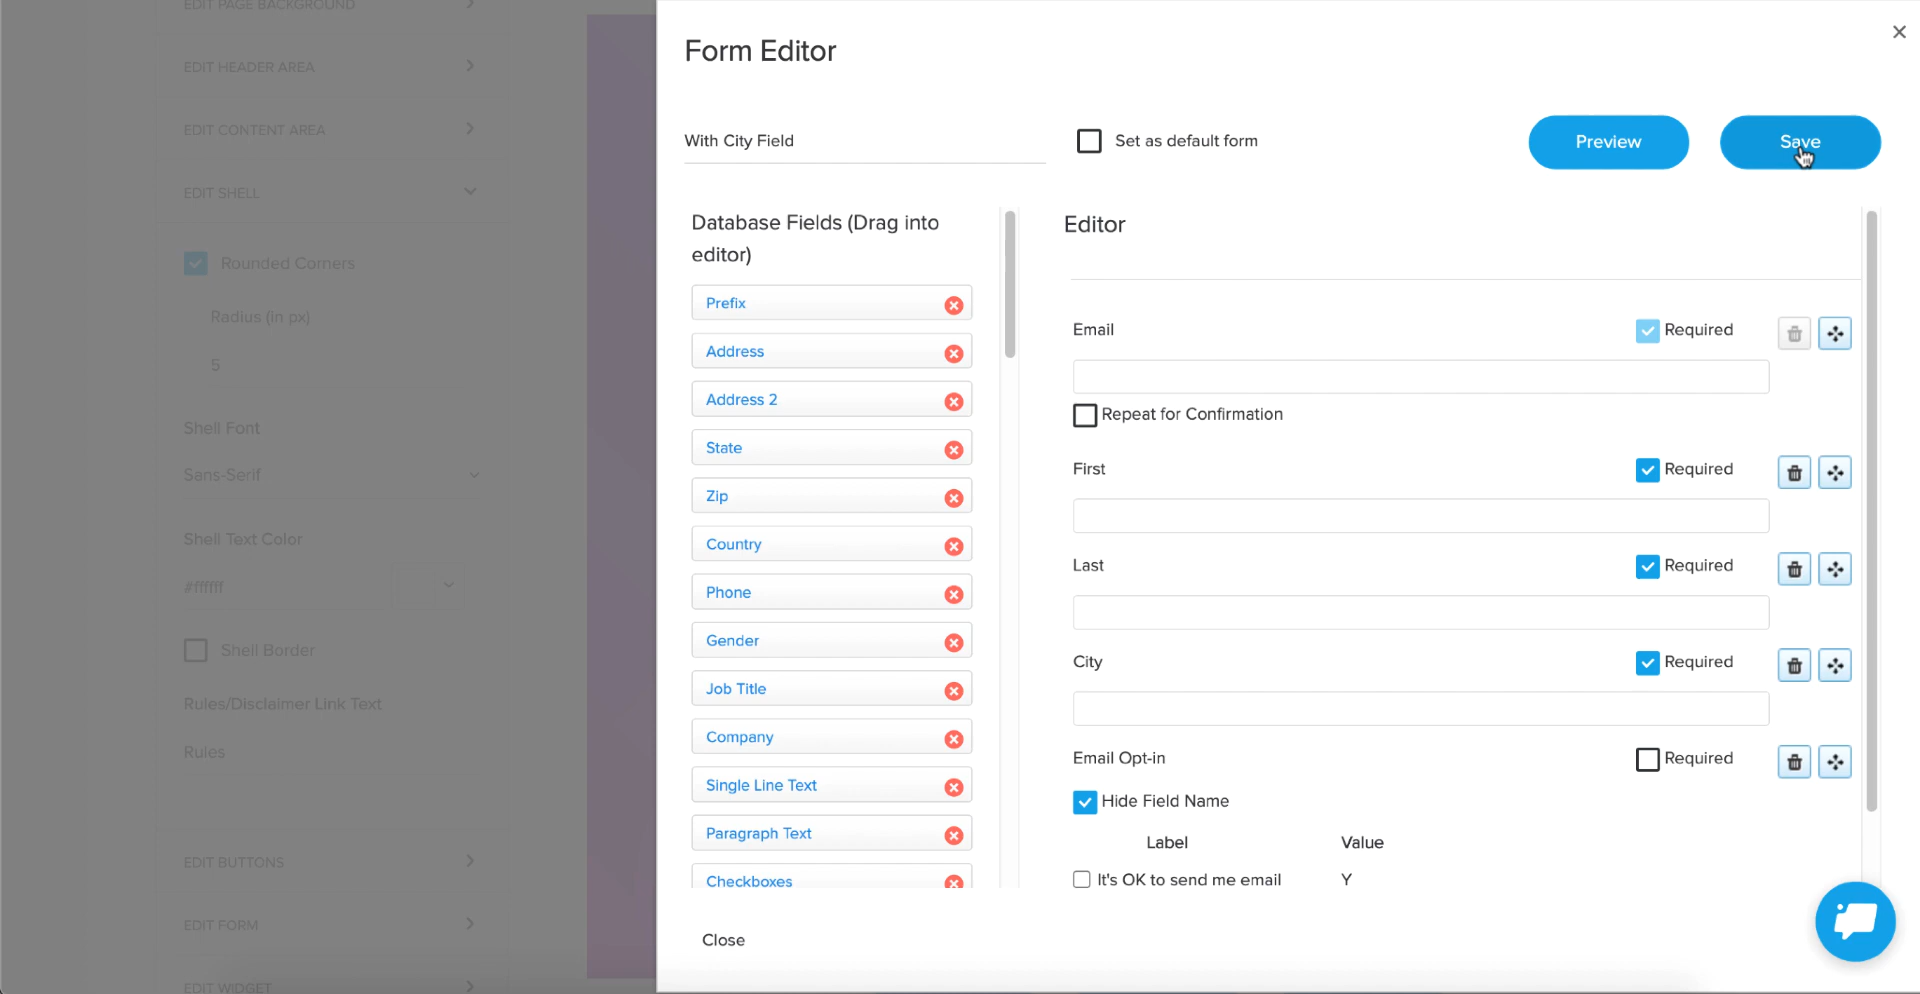 EDIT PAGE BACKGROUND
EDIT HEADER AREA
EDIT CONTENT AREA
EDIT SHELL
Rounded Corners
Radius (in px)
5
Shell Font
Sans-Serif
Shell Text Color
#ffffff
Shell Border
Rules/Disclaimer Link Text
Rules
EDIT BUTTONS
EDIT FORM
EDIT WIDGET
Form Editor
With City Field
Set as default form
Preview
Save
Database Fields (Drag into
editor)
Prefix
Address
Address 2
State
Zip
Country
Phone
Gender
Job Title
Company
Single Line Text
Paragraph Text
Checkboxes
Editor
Email
Required
Repeat for Confirmation
First
Required
Last
Required
City
Required
Email Opt-in
Required
Hide Field Name
Label Value
It's OK to send me email Y
Close